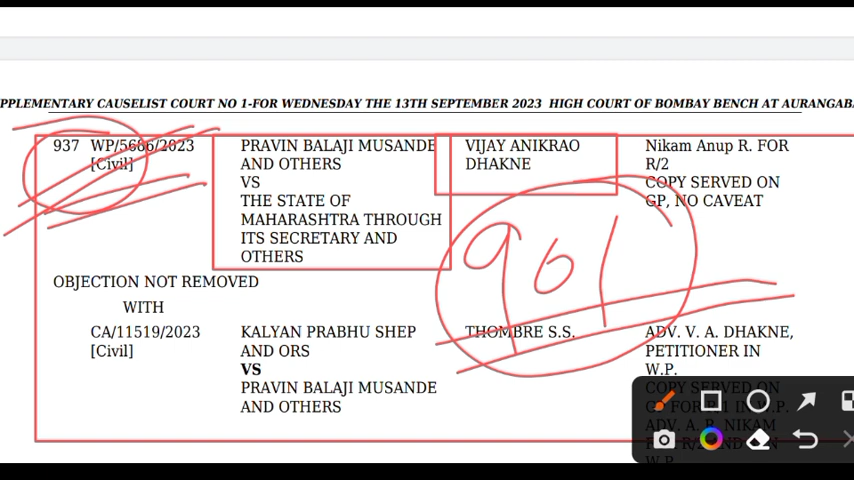 PPLEMENTARY CAUSELIST COURT NO 1-FOR WEDNESDAY THE 13TH SEPTEMBER 2023 HIGH COURT OF BOMBAY BENCH AT AURANGABA
937 WP/5686/2023 PRAVIN BALAJI MUSANDE VIJAY ANIKRAO Nikam Anup R. FOR
[Civil] AND OTHERS DHAKNE R/2
VS COPY SERVED ON
THE STATE OF GP, NO CAVEAT
MAHARASHTRA THROUGH
ITS SECRETARY AND
OTHERS
961
OBJECTION NOT REMOVED
WITH
CA/11519/2023 KALYAN PRABHU SHEP THOMBRE S.S. ADV. V. A. DHAKNE,
[Civil] AND ORS PETITIONER IN
VS W.P.
PRAVIN BALAJI MUSANDE COPY SERVED ON
AND OTHERS
ADV. A. R. NIKAM